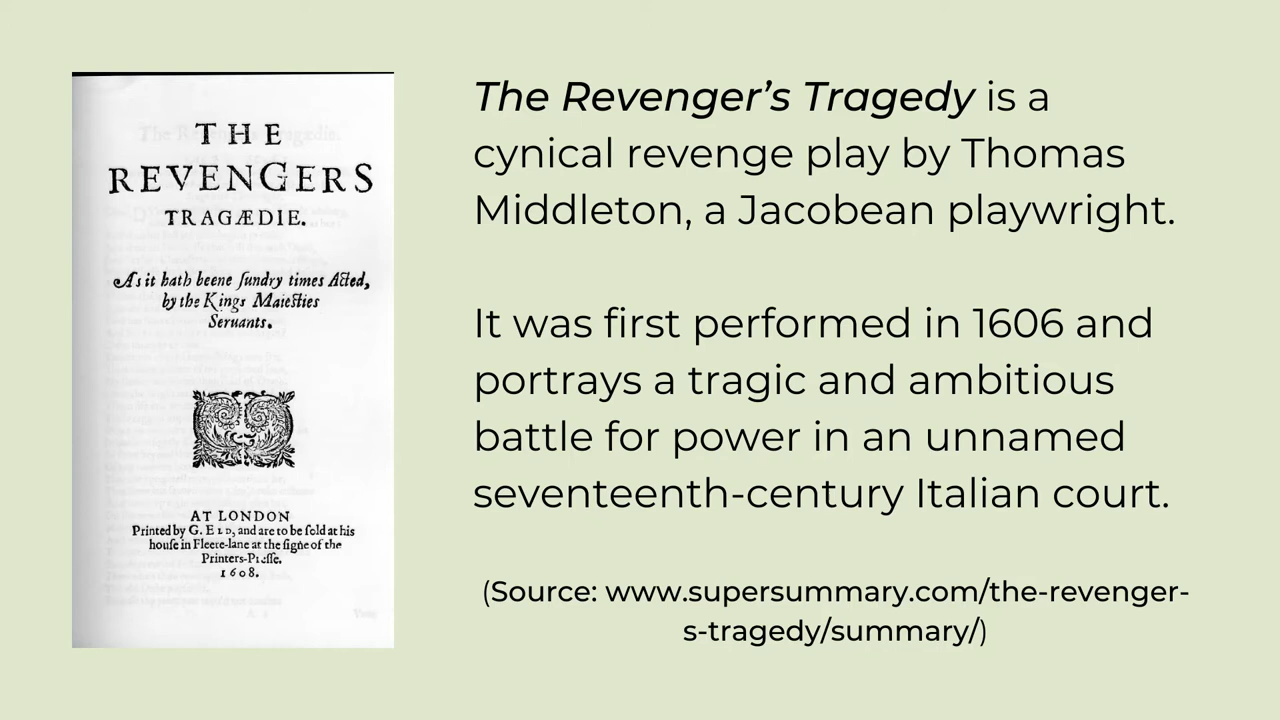 THE
REVENGERS
TRAGÆDIE.
As it hath beene ſundry times Acted,
by the Kings Maieſties
Seruants.
AT LONDON
Printed by G. ELD, and are to be ſold at his
houſe in Fleete-lane at the ſigne of the
Printers-Preſſe.
1608.
The Revenger’s Tragedy is a
cynical revenge play by Thomas
Middleton, a Jacobean playwright.
It was first performed in 1606 and
portrays a tragic and ambitious
battle for power in an unnamed
seventeenth-century Italian court.
(Source: www.supersummary.com/the-revenger-
s-tragedy/summary/)